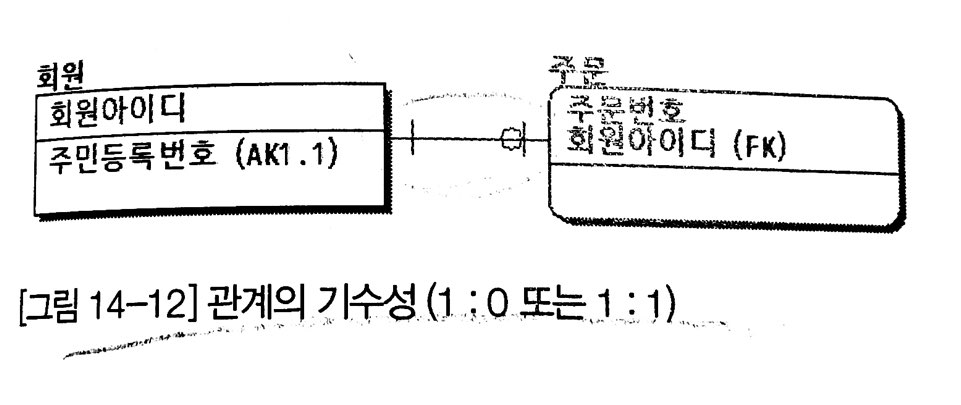 회원
회원아이디
주민등록번호 (AK1.1)
주문
주문번호
회원아이디 (FK)
[그림 14-12] 관계의 기수성 (1 : 0 또는 1 : 1)